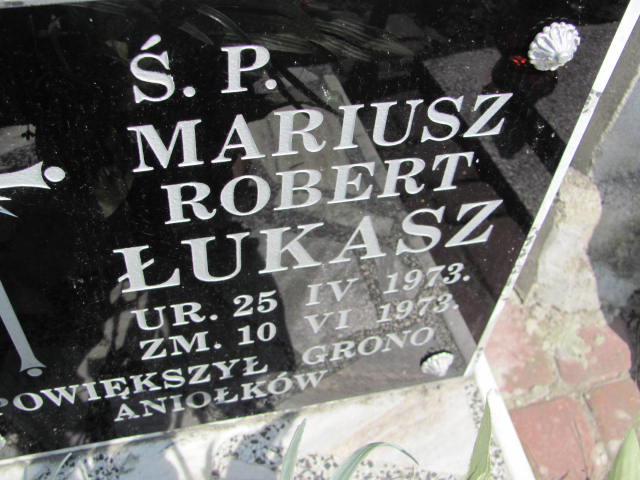 Ś. P.
MARIUSZ
ROBERT
ŁUKASZ
UR. 25 IV 1973.
ZM. 10 VI 1973.
POWIĘKSZYŁ GRONO
ANIOŁKÓW